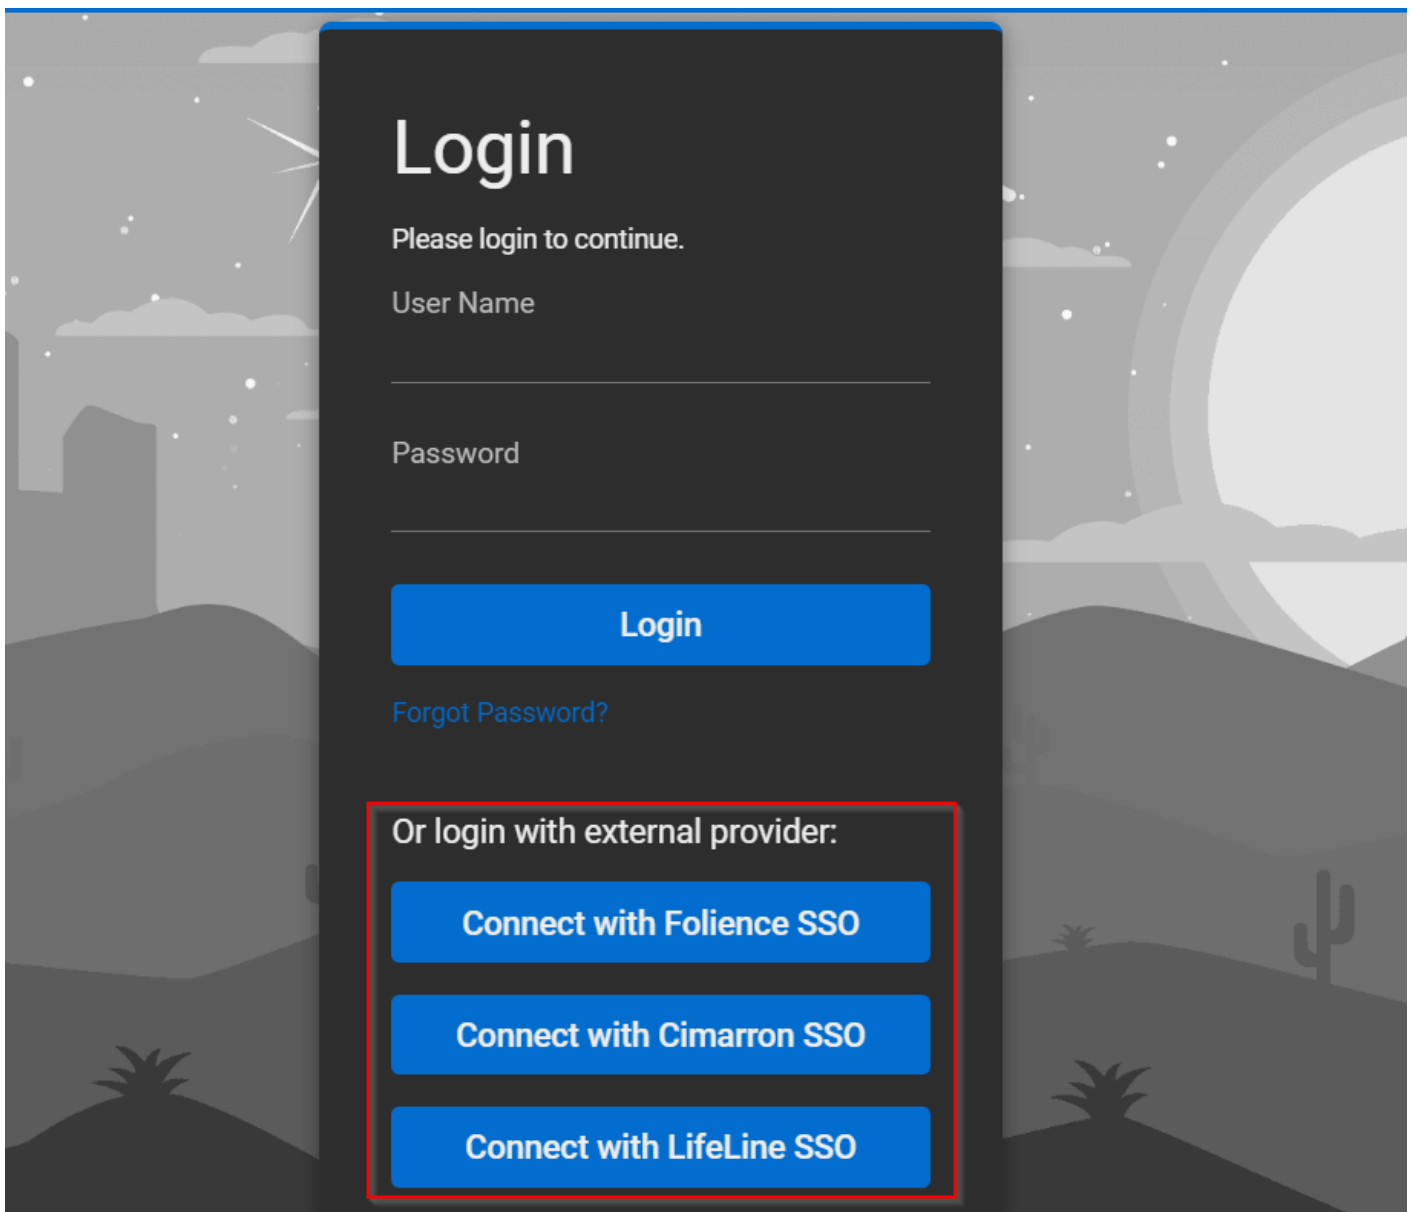 Login
Please login to continue.
User Name
Password
Login
Forgot Password?
Or login with external provider:
Connect with Folience SSO
Connect with Cimarron SSO
Connect with LifeLine SSO